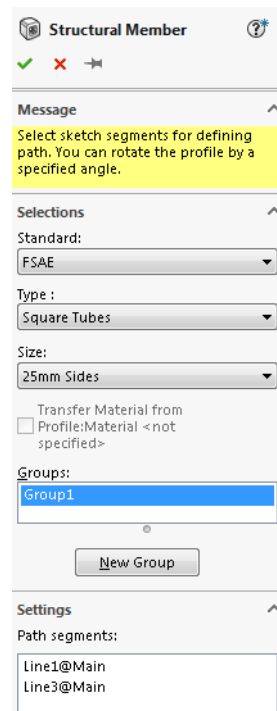 Structural Member
Message
Select sketch segments for defining
path. You can rotate the profile by a
specified angle.
Selections
Standard:
FSAE
Type :
Square Tubes
Size:
25mm Sides
Transfer Material from
Profile:Material <not
specified>
Groups:
Group1
New Group
Settings
Path segments:
Line1@Main
Line3@Main